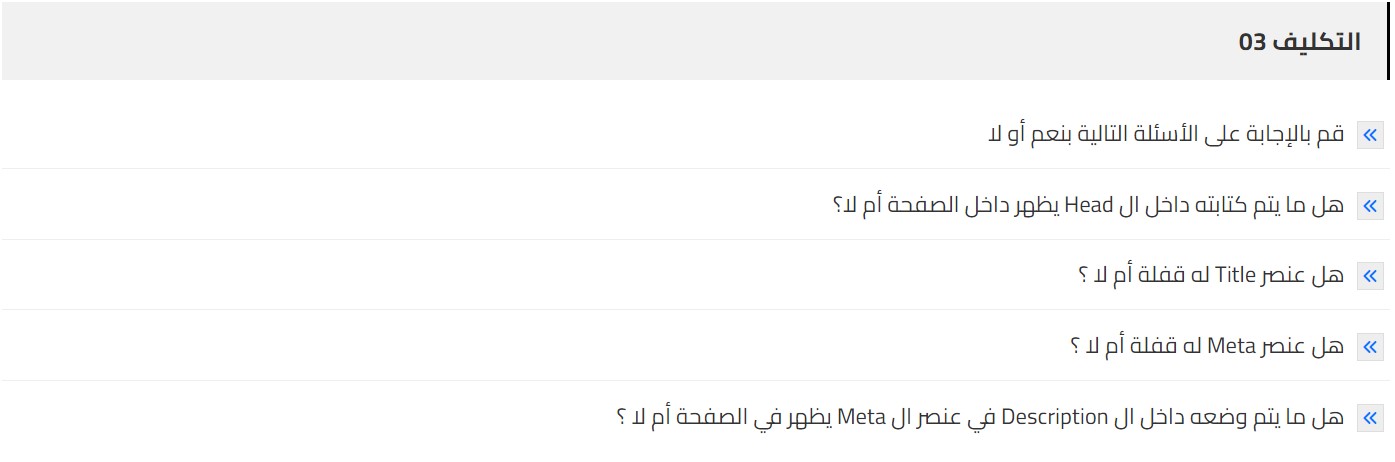 التكليف 03
قم بالإجابة على الأسئلة التالية بنعم أو لا
هل ما يتم كتابته داخل ال Head يظهر داخل الصفحة أم لا؟
هل عنصر Title له قفلة أم لا ؟
هل عنصر Meta له قفلة أم لا ؟
هل ما يتم وضعه داخل ال Description في عنصر ال Meta يظهر في الصفحة أم لا ؟